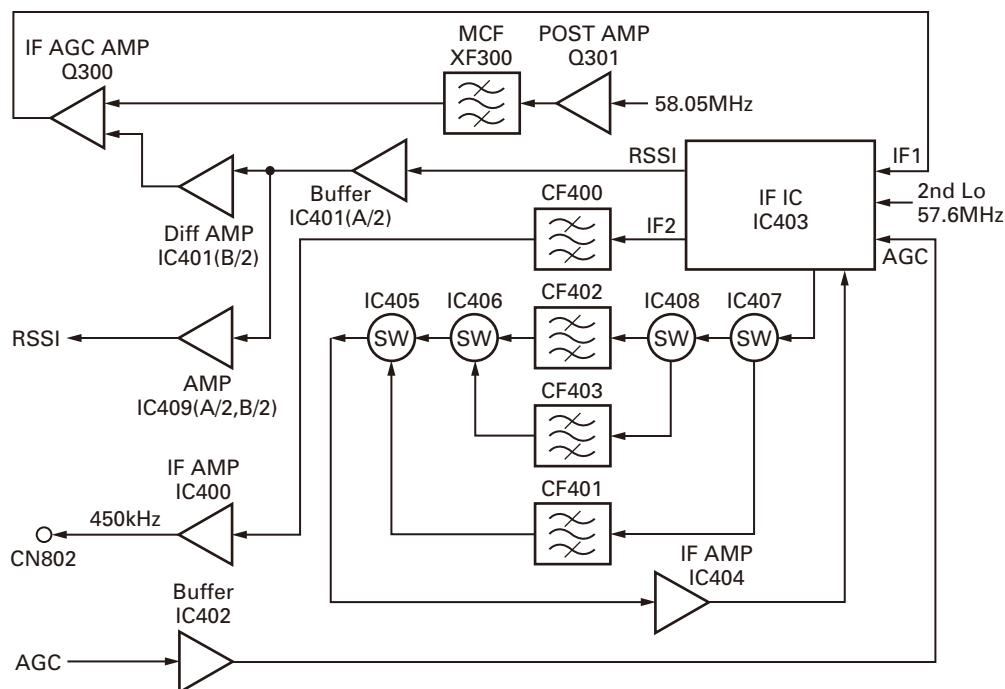 IF AGC AMP
Q300
MCF
XF300
POST AMP
Q301
58.05MHz
RSSI
IF1
Buffer
IC401(A/2)
CF400
IF IC
IC403
2nd Lo
57.6MHz
Diff AMP
IC401(B/2)
IF2
AGC
IC405
IC406
CF402
IC408
IC407
RSSI
SW
SW
SW
SW
AMP
IC409(A/2,B/2)
CF403
IF AMP
IC400
CF401
450kHz
CN802
IF AMP
IC404
Buffer
IC402
AGC